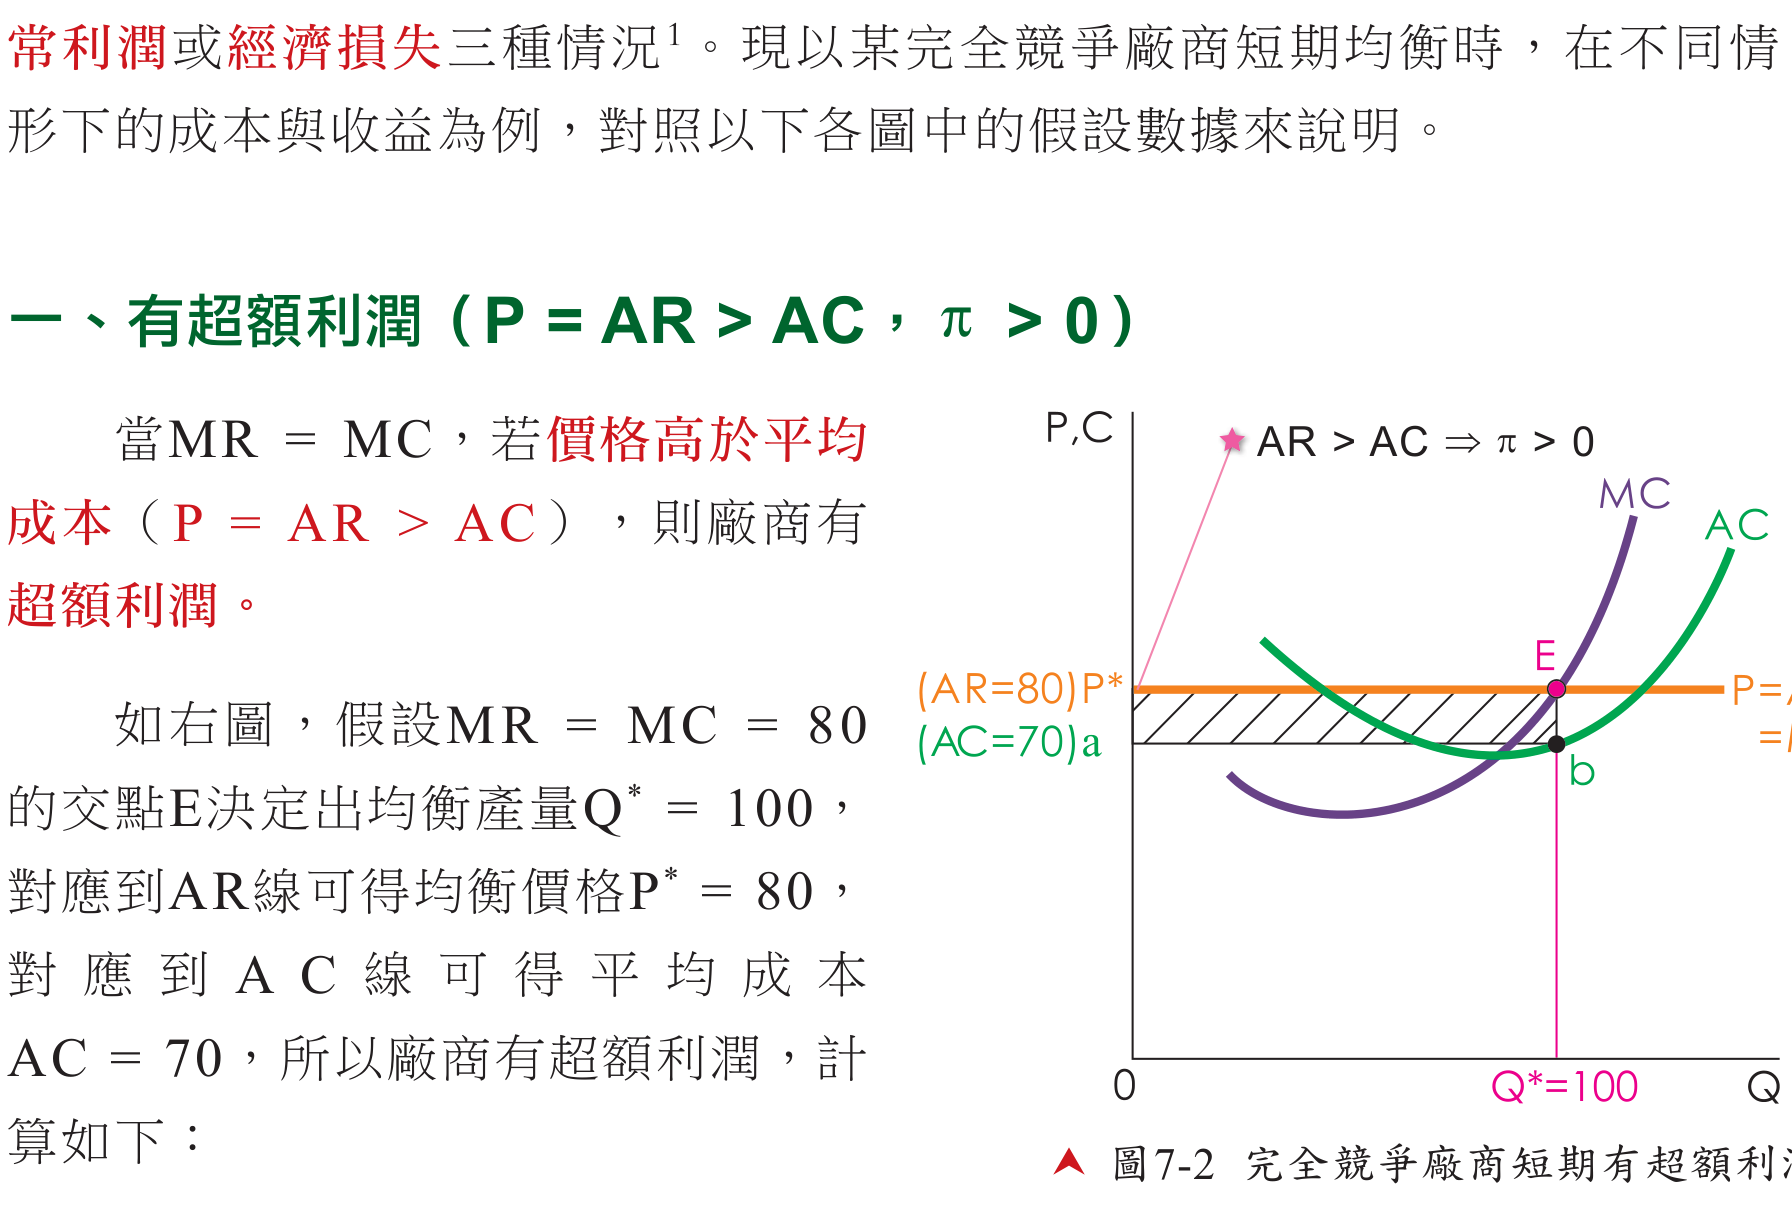 常利潤或經濟損失三種情況1。現以某完全競爭廠商短期均衡時，在不同情
形下的成本與收益為例，對照以下各圖中的假設數據來說明。
一、有超額利潤（P = AR > AC，π > 0）
當MR = MC，若價格高於平均
成本（P = AR > AC），則廠商有
超額利潤。
如右圖，假設MR = MC = 80
的交點E決定出均衡產量Q* = 100，
對應到AR線可得均衡價格P* = 80，
對應到AC線可得平均成本
AC = 70，所以廠商有超額利潤，計
算如下：
P,C
★ AR > AC ⇒ π > 0
MC
AC
E
(AR=80)P*
P=
(AC=70)a
=
b
0
Q*=100
Q
圖7-2 完全競爭廠商短期有超額利